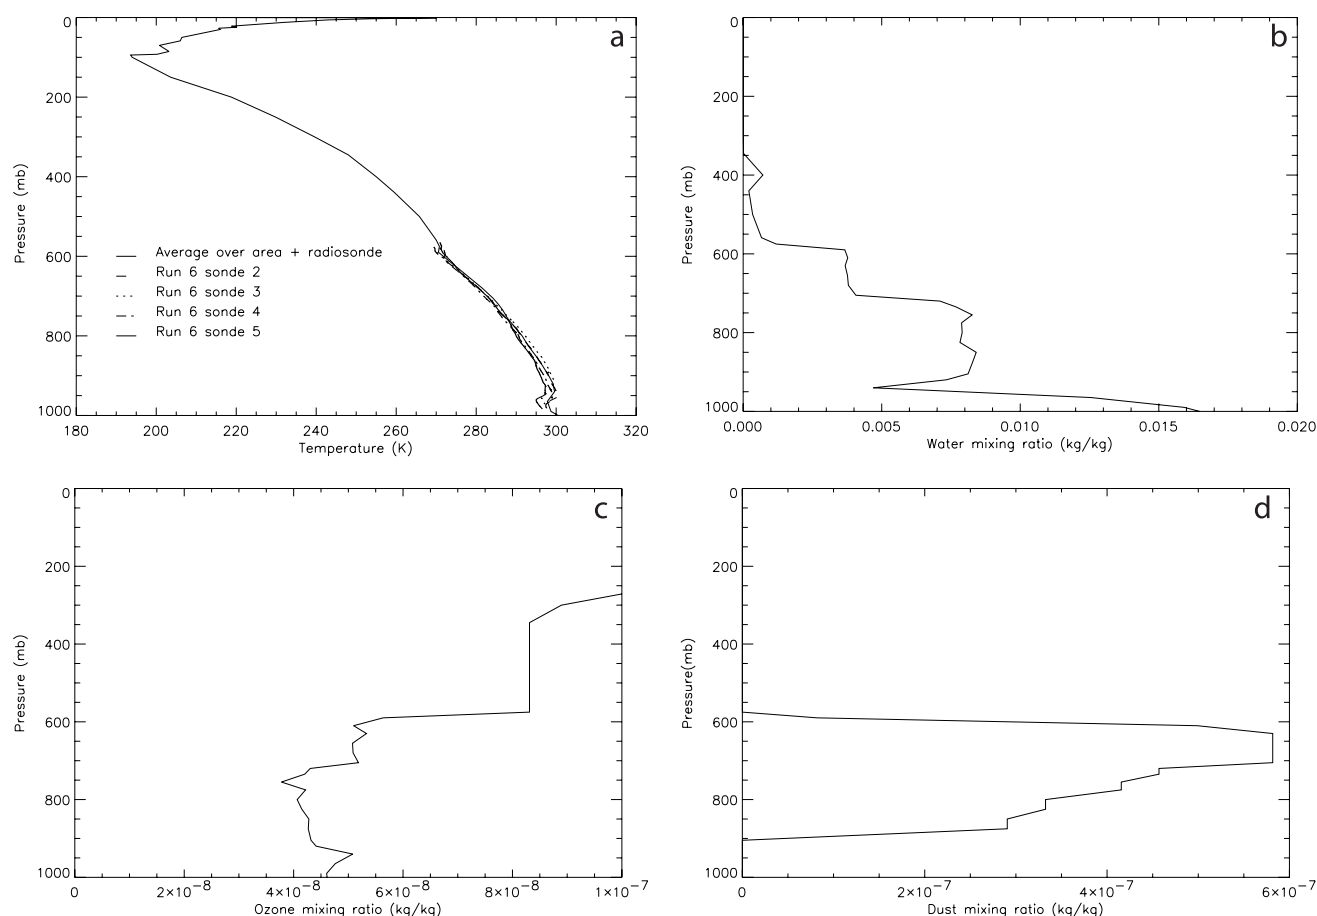 a
0
200
400
600
800
1000
Pressure (mb)
Average over area + radiosonde
Run 6 sonde 2
Run 6 sonde 3
Run 6 sonde 4
Run 6 sonde 5
180 200 220 240 260 280 300 320
Temperature (K)
b
0
200
400
600
800
1000
Pressure (mb)
0.000 0.005 0.010 0.015 0.020
Water mixing ratio (kg/kg)
c
0
200
400
600
800
1000
Pressure (mb)
0 2×10⁻⁸ 4×10⁻⁸ 6×10⁻⁸ 8×10⁻⁸ 1×10⁻⁷
Ozone mixing ratio (kg/kg)
d
0
200
400
600
800
1000
Pressure(mb)
0 2×10⁻⁷ 4×10⁻⁷ 6×10⁻⁷
Dust mixing ratio (kg/kg)